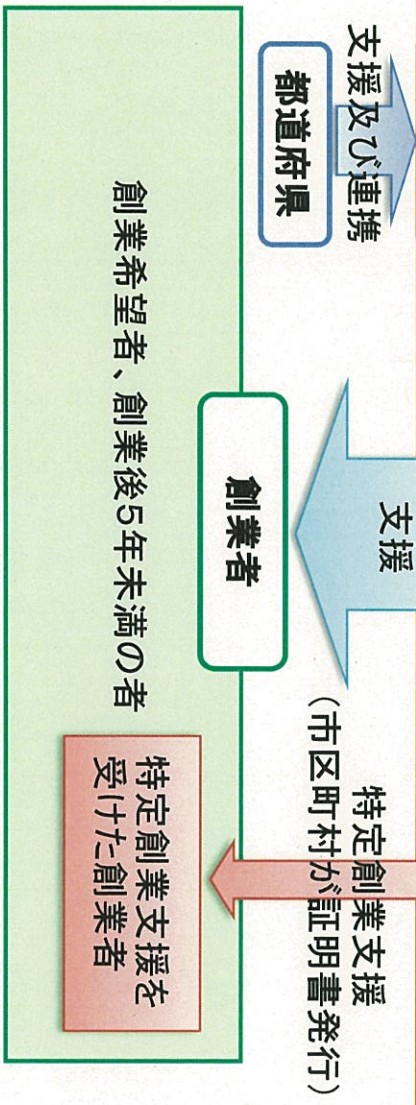 支援及び連携
都道府県
支援
特定創業支援
(市区町村が証明書発行)
創業者
創業希望者、創業後5年未満の者
特定創業支援を
受けた創業者